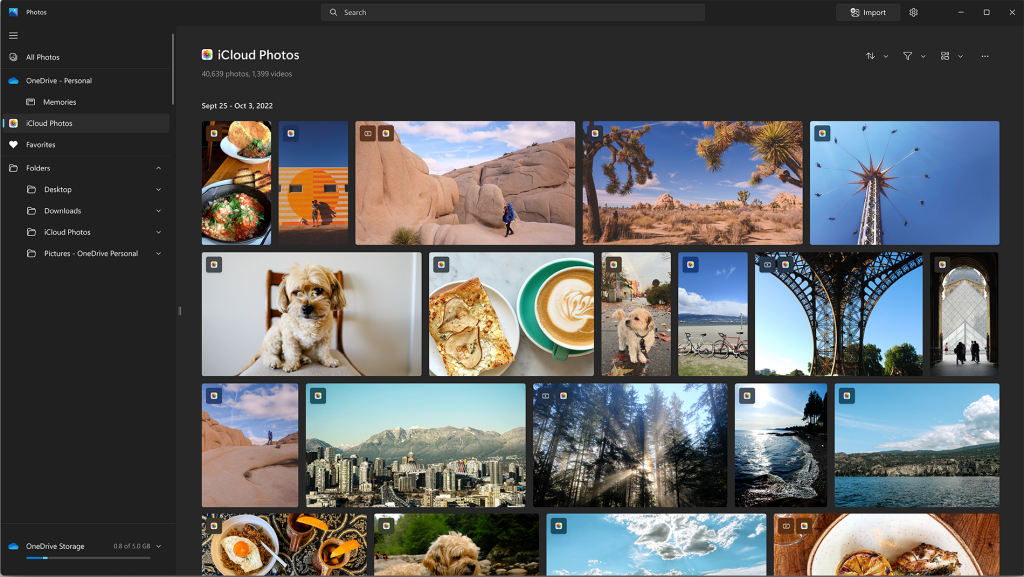 Photos
Search
Import
All Photos
OneDrive - Personal
Memories
iCloud Photos
Favorites
Folders
Desktop
Downloads
iCloud Photos
Pictures - OneDrive Personal
OneDrive Storage
0.8 of 5.0 GB
iCloud Photos
40,639 photos, 1,399 videos
Sept 25 - Oct 3, 2022